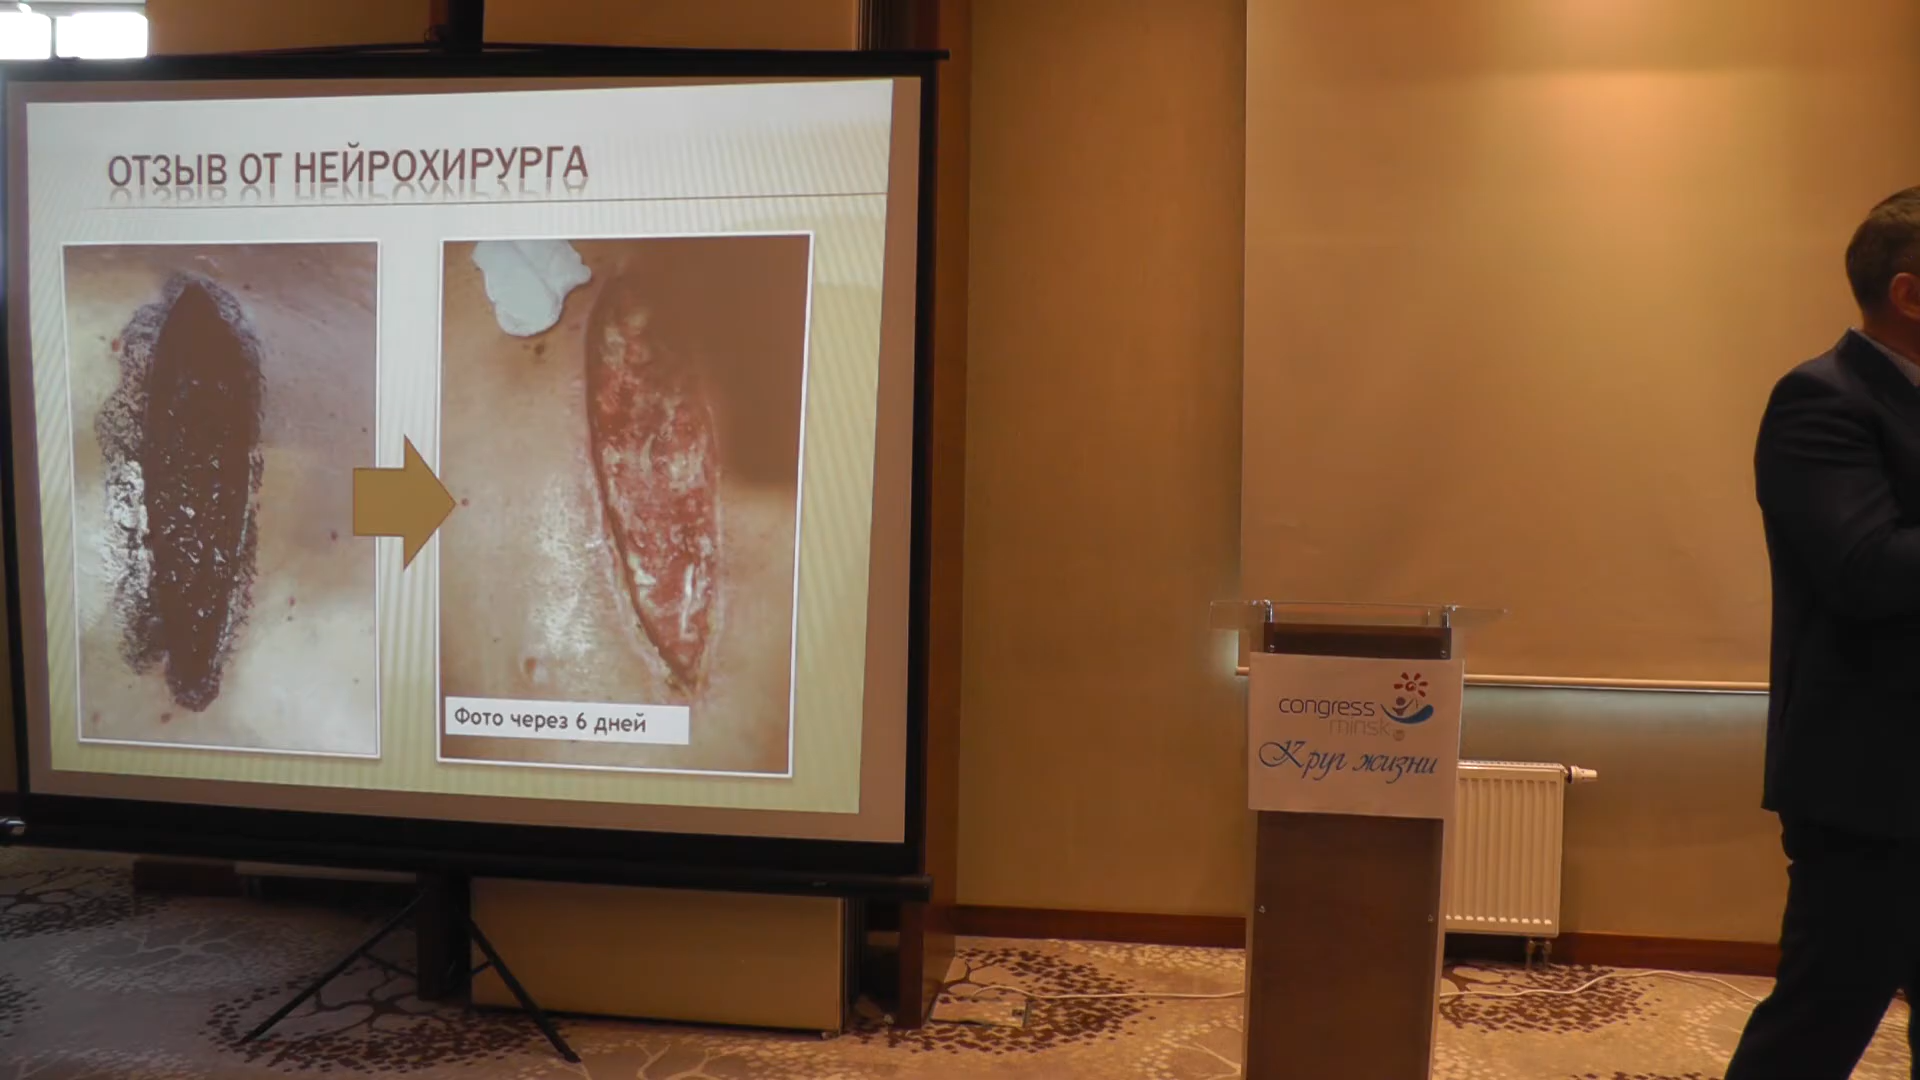 ОТЗЫВ ОТ НЕЙРОХИРУРГА
Фото через 6 дней
congress
minsk
Круг жизни